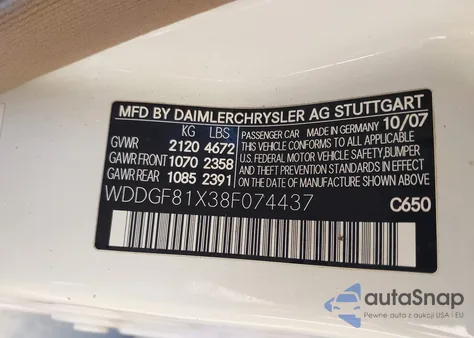 MFD BY DAIMLERCHRYSLER AG STUTTGART
KG LBS
GVWR 2120 4672
GAWR FRONT 1070 2358
GAWR REAR 1085 2391
PASSENGER CAR MADE IN GERMANY 10/07
THIS VEHICLE CONFORMS TO ALL APPLICABLE
U.S. FEDERAL MOTOR VEHICLE SAFETY, BUMPER
AND THEFT PREVENTION STANDARDS IN EFFECT
ON THE DATE OF MANUFACTURE SHOWN ABOVE.
WDDGF81X38F074437
C650
autoSnap
Pewne auta z aukcji USA i EU